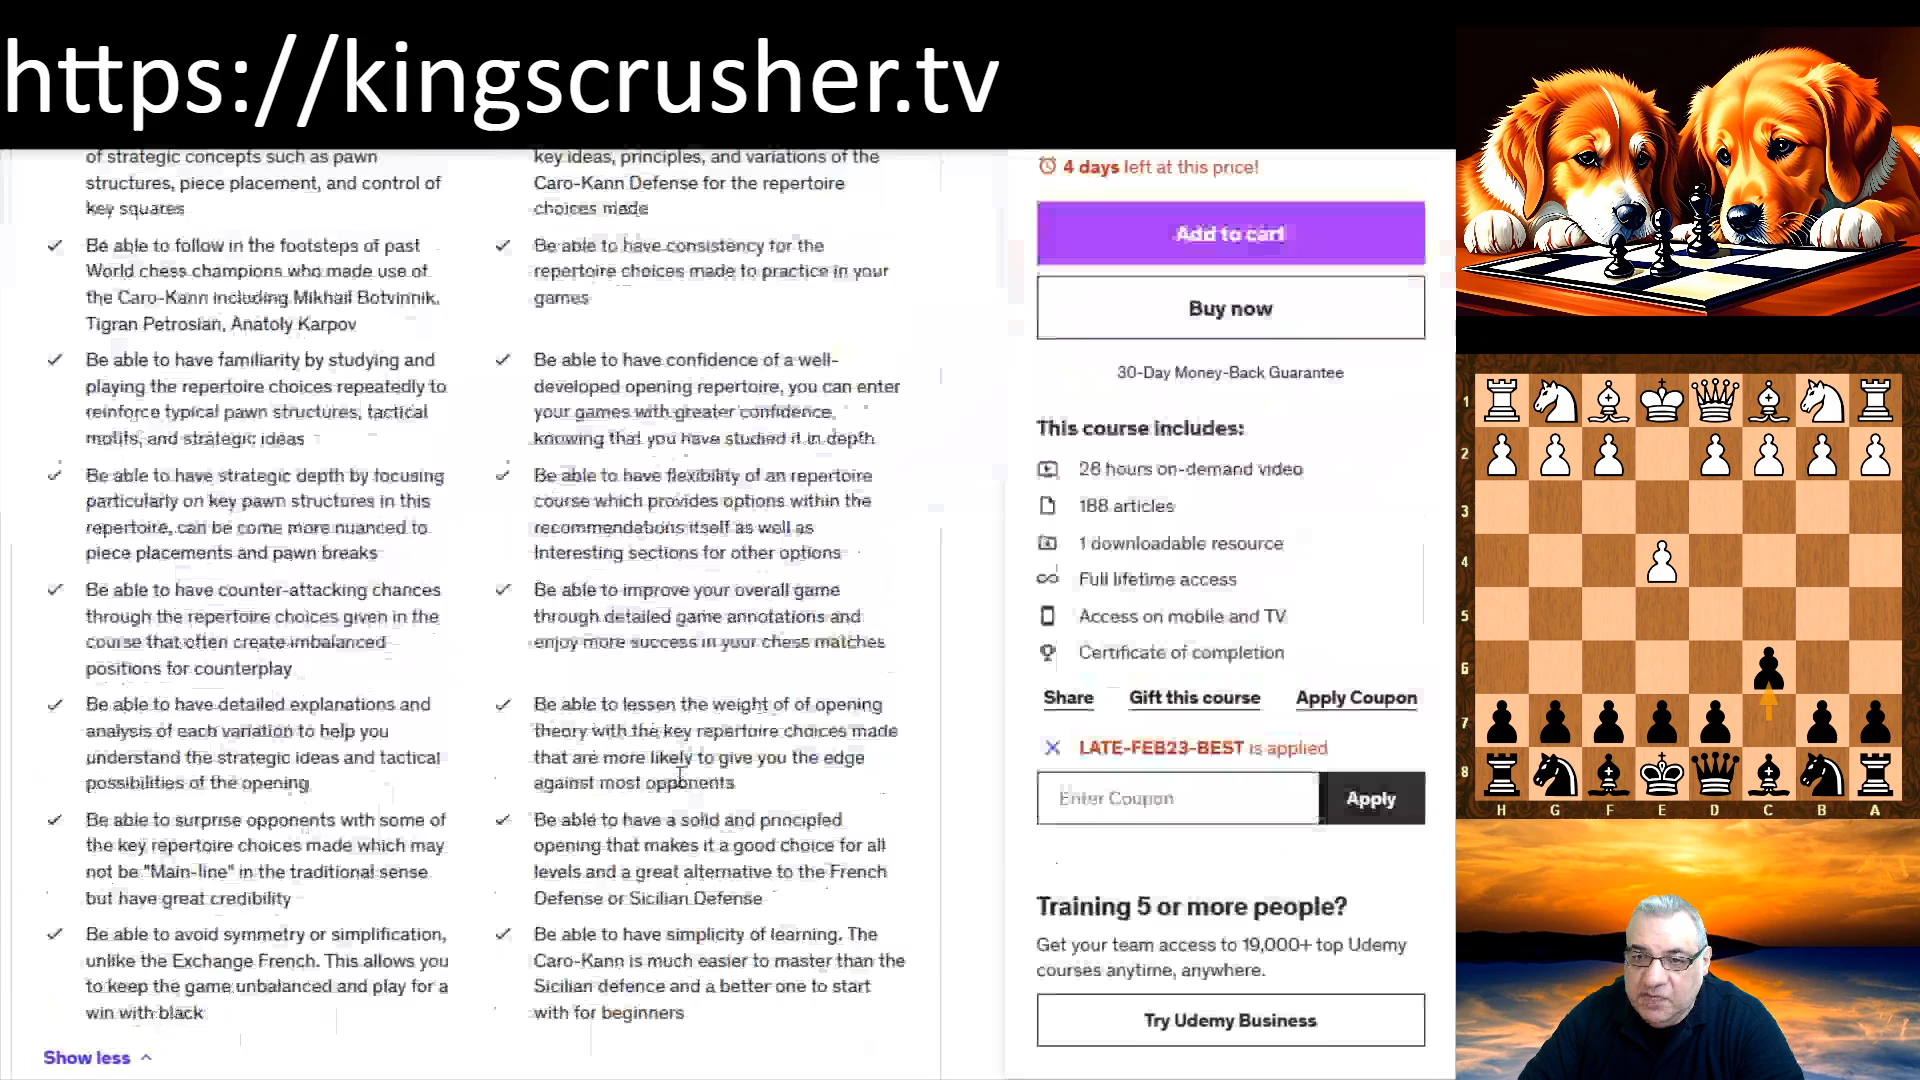 https://kingscrusher.tv
of strategic concepts such as pawn
structures, piece placement, and control of
key squares
Be able to follow in the footsteps of past
World chess champions who made use of
the Caro-Kann including Mikhail Botvinnik,
Tigran Petrosian, Anatoly Karpov
Be able to have familiarity by studying and
playing the repertoire choices repeatedly to
reinforce typical pawn structures, tactical
motifs, and strategic ideas
Be able to have strategic depth by focusing
particularly on key pawn structures in this
repertoire, can be come more nuanced to
piece placements and pawn breaks
Be able to have counter-attacking chances
through the repertoire choices given in the
course that often create imbalanced
positions for counterplay
Be able to have detailed explanations and
analysis of each variation to help you
understand the strategic ideas and tactical
possibilities of the opening
Be able to surprise opponents with some of
the key repertoire choices made which may
not be "Main-line" in the traditional sense
but have great credibility
Be able to avoid symmetry or simplification,
unlike the Exchange French. This allows you
to keep the game unbalanced and play for a
win with black
Show less
key ideas, principles, and variations of the
Caro-Kann Defense for the repertoire
choices made
Be able to have consistency for the
repertoire choices made to practice in your
games
Be able to have confidence of a well-
developed opening repertoire, you can enter
your games with greater confidence,
knowing that you have studied it in depth
Be able to have flexibility of an repertoire
course which provides options within the
recommendations itself as well as
Interesting sections for other options
Be able to improve your overall game
through detailed game annotations and
enjoy more success in your chess matches
Be able to lessen the weight of of opening
theory with the key repertoire choices made
that are more likely to give you the edge
against most opponents
Be able to have a solid and principled
opening that makes it a good choice for all
levels and a great alternative to the French
Defense or Sicilian Defense
Be able to have simplicity of learning. The
Caro-Kann is much easier to master than the
Sicilian defence and a better one to start
with for beginners
4 days left at this price!
Add to cart
Buy now
30-Day Money-Back Guarantee
This course includes:
28 hours on-demand video
188 articles
1 downloadable resource
Full lifetime access
Access on mobile and TV
Certificate of completion
Share Gift this course Apply Coupon
LATE-FEB23-BEST is applied
Enter Coupon Apply
Training 5 or more people?
Get your team access to 19,000+ top Udemy
courses anytime, anywhere.
Try Udemy Business
1
2
3
4
5
6
7
8
H G F E D C B A